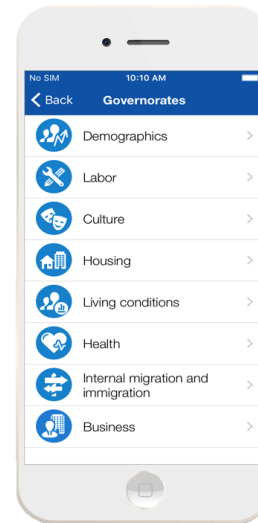 No SIM 10:10 AM
Back Governorates
Demographics
Labor
Culture
Housing
Living conditions
Health
Internal migration and
immigration
Business